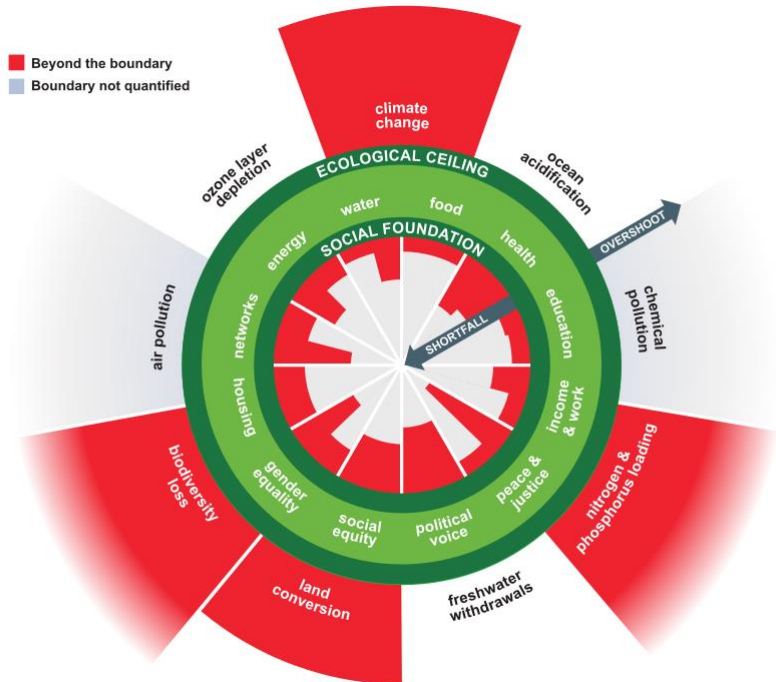 Beyond the boundary
Boundary not quantified
climate
change
ozone layer
depletion
ocean
acidification
ECOLOGICAL CEILING
OVERSHOOT
water
food
energy
health
SOCIAL FOUNDATION
SHORTFALL
air pollution
networks
education
chemical
pollution
housing
income
& work
biodiversity
loss
gender
equality
social
equity
political
voice
peace &
justice
nitrogen &
phosphorus loading
land
conversion
freshwater
withdrawals